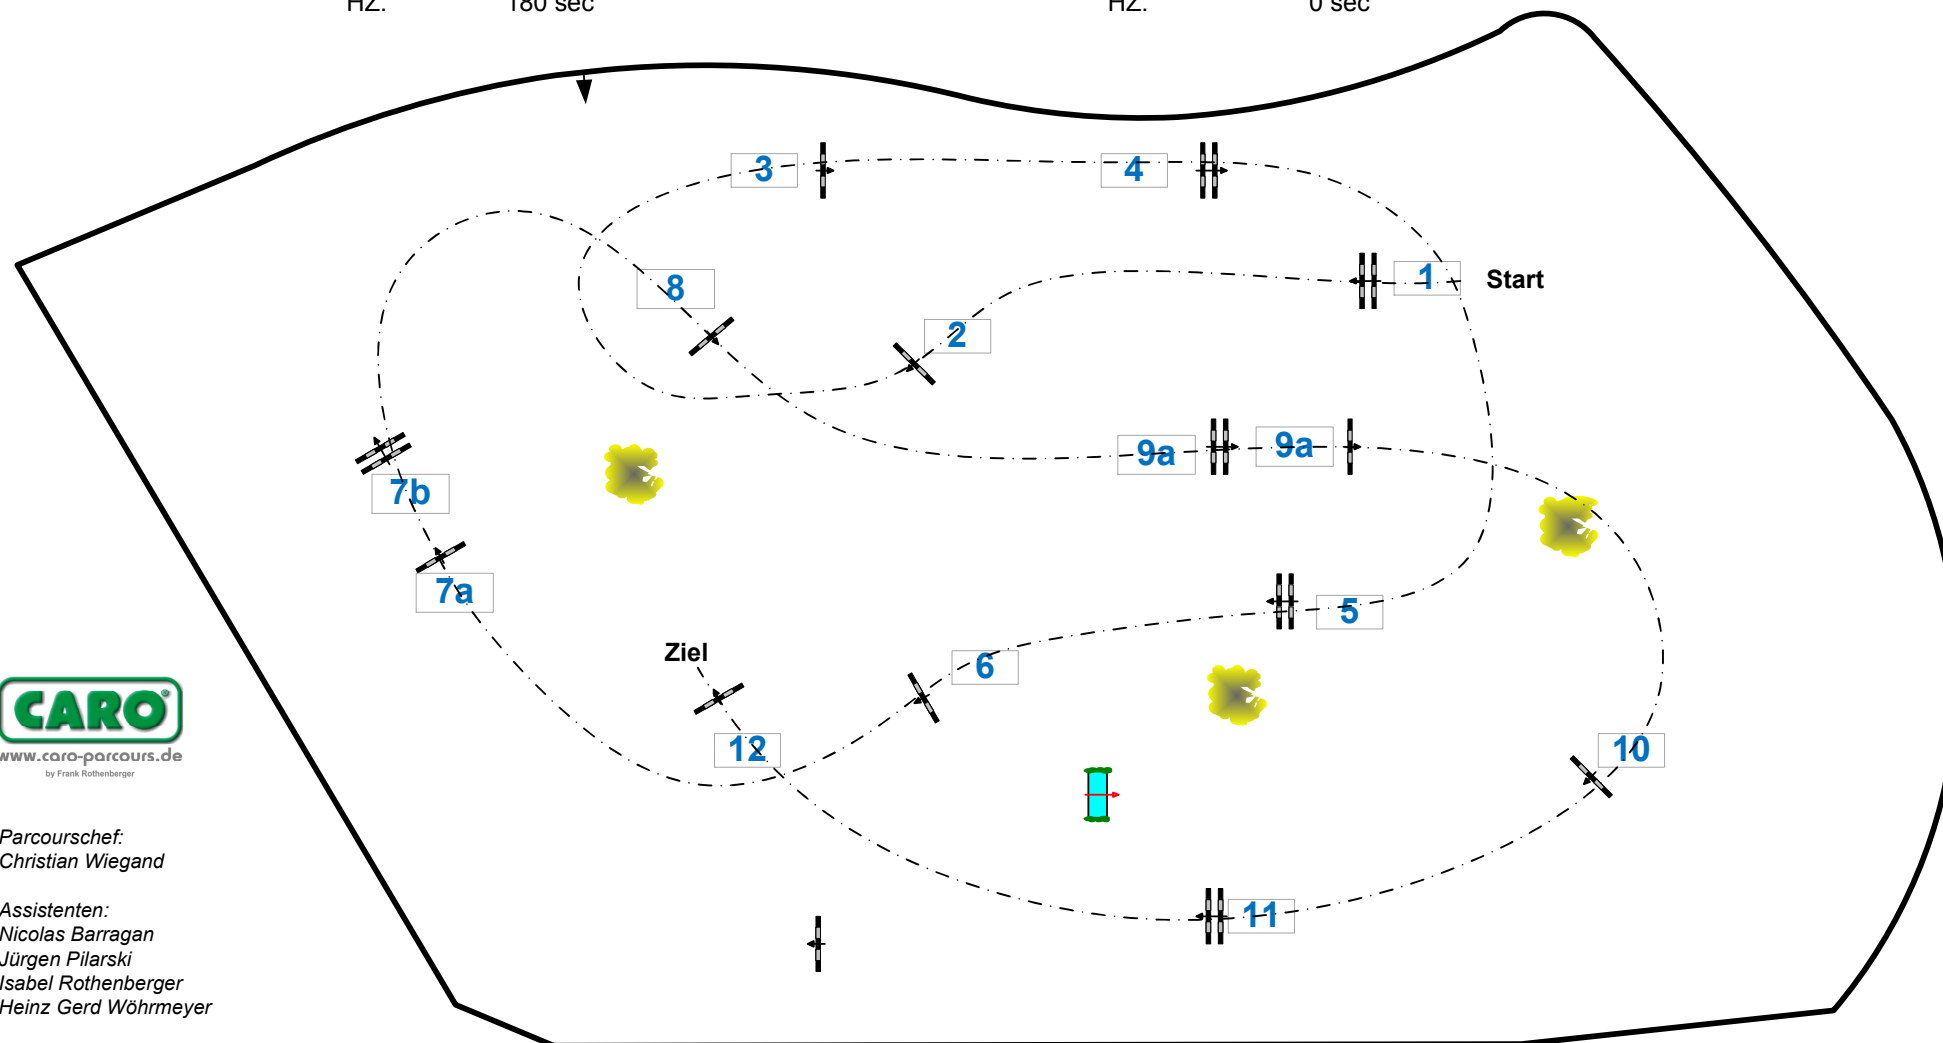 HZ: 180 sec HZ: 0 sec
3
4
1 Start
8
2
9a
9a
7b
7a
5
Ziel
6
12
10
11
CARO®
www.caro-parcours.de
by Frank Rothenberger
Parcourschef:
Christian Wiegand
Assistenten:
Nicolas Barragan
Jürgen Pilarski
Isabel Rothenberger
Heinz Gerd Wöhrmeyer